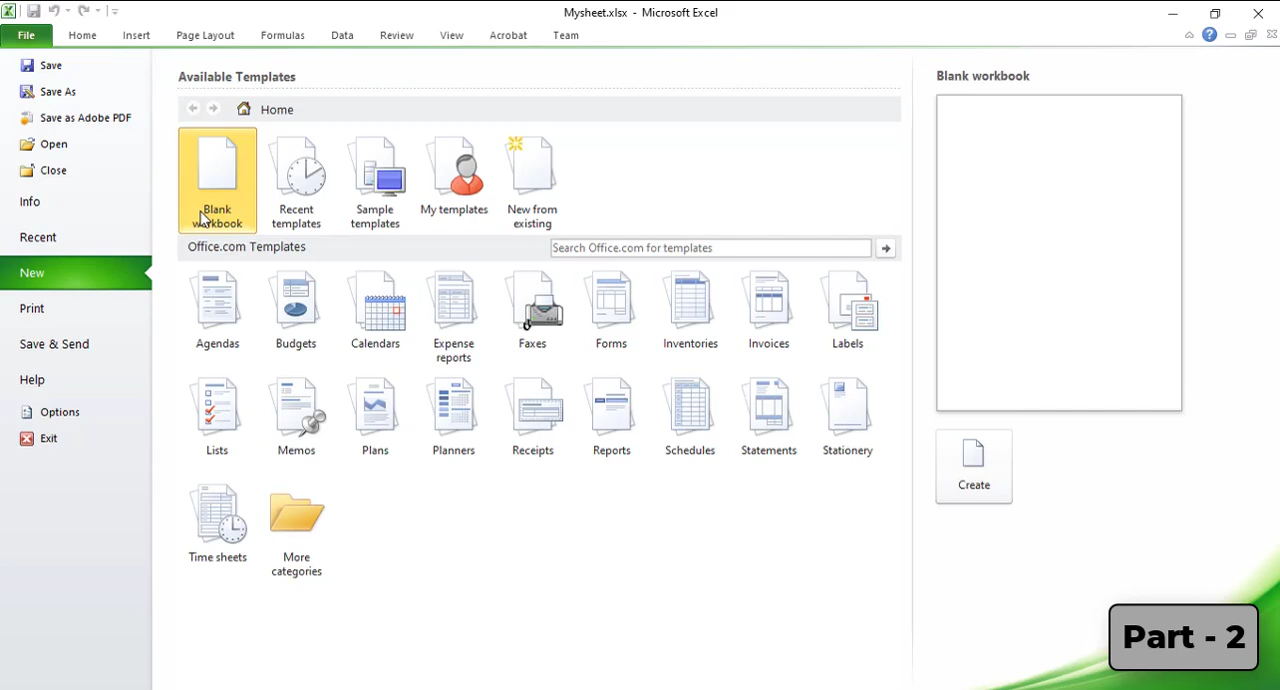 Mysheet.xlsx - Microsoft Excel
File Home Insert Page Layout Formulas Data Review View Acrobat Team
Save
Save As
Save as Adobe PDF
Open
Close
Info
Recent
New
Print
Save & Send
Help
Options
Exit
Available Templates
Home
Blank workbook
Recent templates
Sample templates
My templates
New from existing
Office.com Templates
Search Office.com for templates
Agendas
Budgets
Calendars
Expense reports
Faxes
Forms
Inventories
Invoices
Labels
Lists
Memos
Plans
Planners
Receipts
Reports
Schedules
Statements
Stationery
Time sheets
More categories
Blank workbook
Create
Part - 2